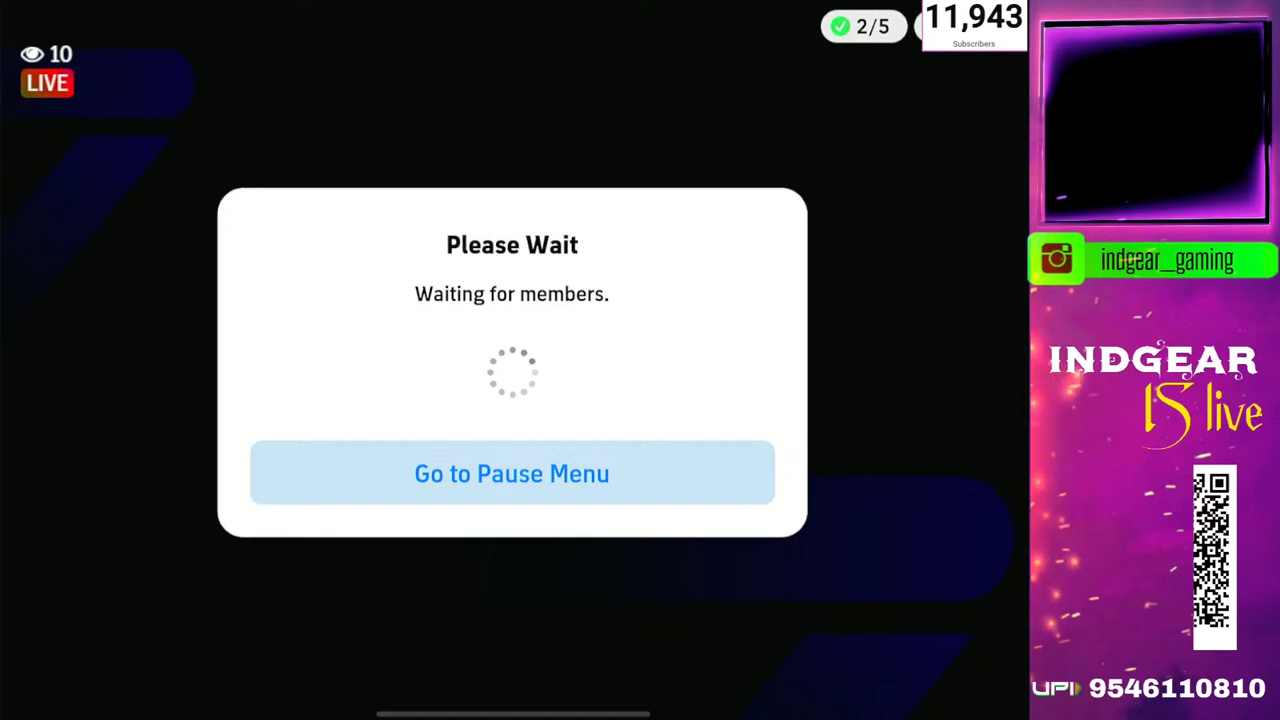 10
LIVE
2/5
11,943
Subscribers
Please Wait
Waiting for members.
Go to Pause Menu
indgear_gaming
INDGEAR
IS live
UPI 9546110810